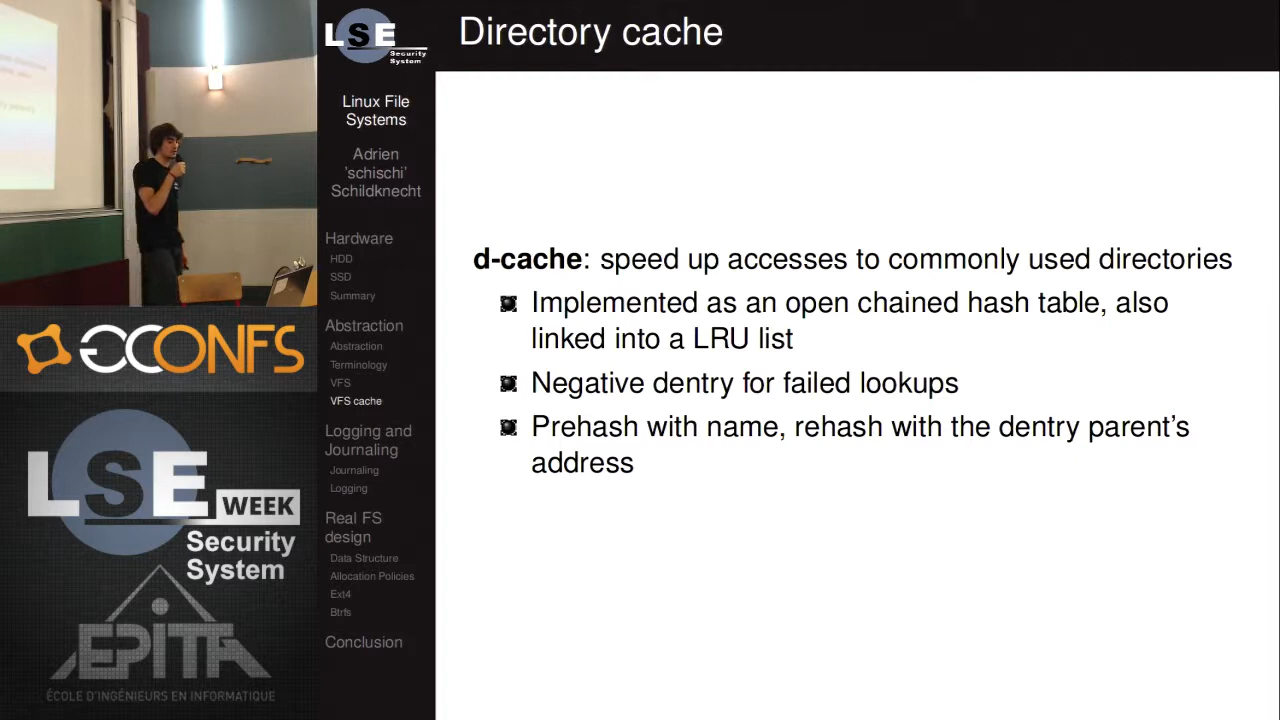 LSE
Security
System
Directory cache
Linux File
Systems
Adrien
'schischi'
Schildknecht
Hardware
HDD
SSD
Summary
Abstraction
Abstraction
Terminology
VFS
VFS cache
Logging and
Journaling
Journaling
Logging
Real FS
design
Data Structure
Allocation Policies
Ext4
Btrfs
Conclusion
d-cache: speed up accesses to commonly used directories
Implemented as an open chained hash table, also
linked into a LRU list
Negative dentry for failed lookups
Prehash with name, rehash with the dentry parent's
address
CONFS
LSE WEEK
Security
System
EPITA
ÉCOLE D'INGÉNIEURS EN INFORMATIQUE